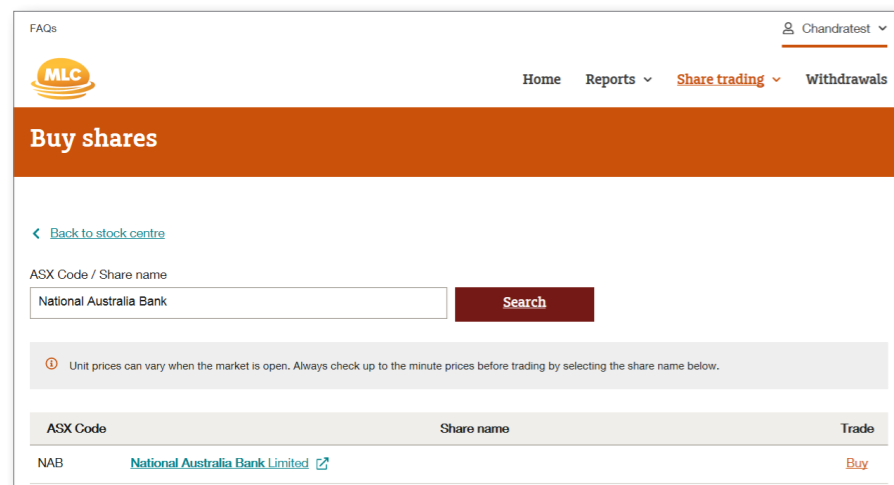 FAQs
Chandratest
MLC
Home Reports Share trading Withdrawals
Buy shares
Back to stock centre
ASX Code / Share name
National Australia Bank
Search
Unit prices can vary when the market is open. Always check up to the minute prices before trading by selecting the share name below.
ASX Code Share name Trade
NAB National Australia Bank Limited Buy